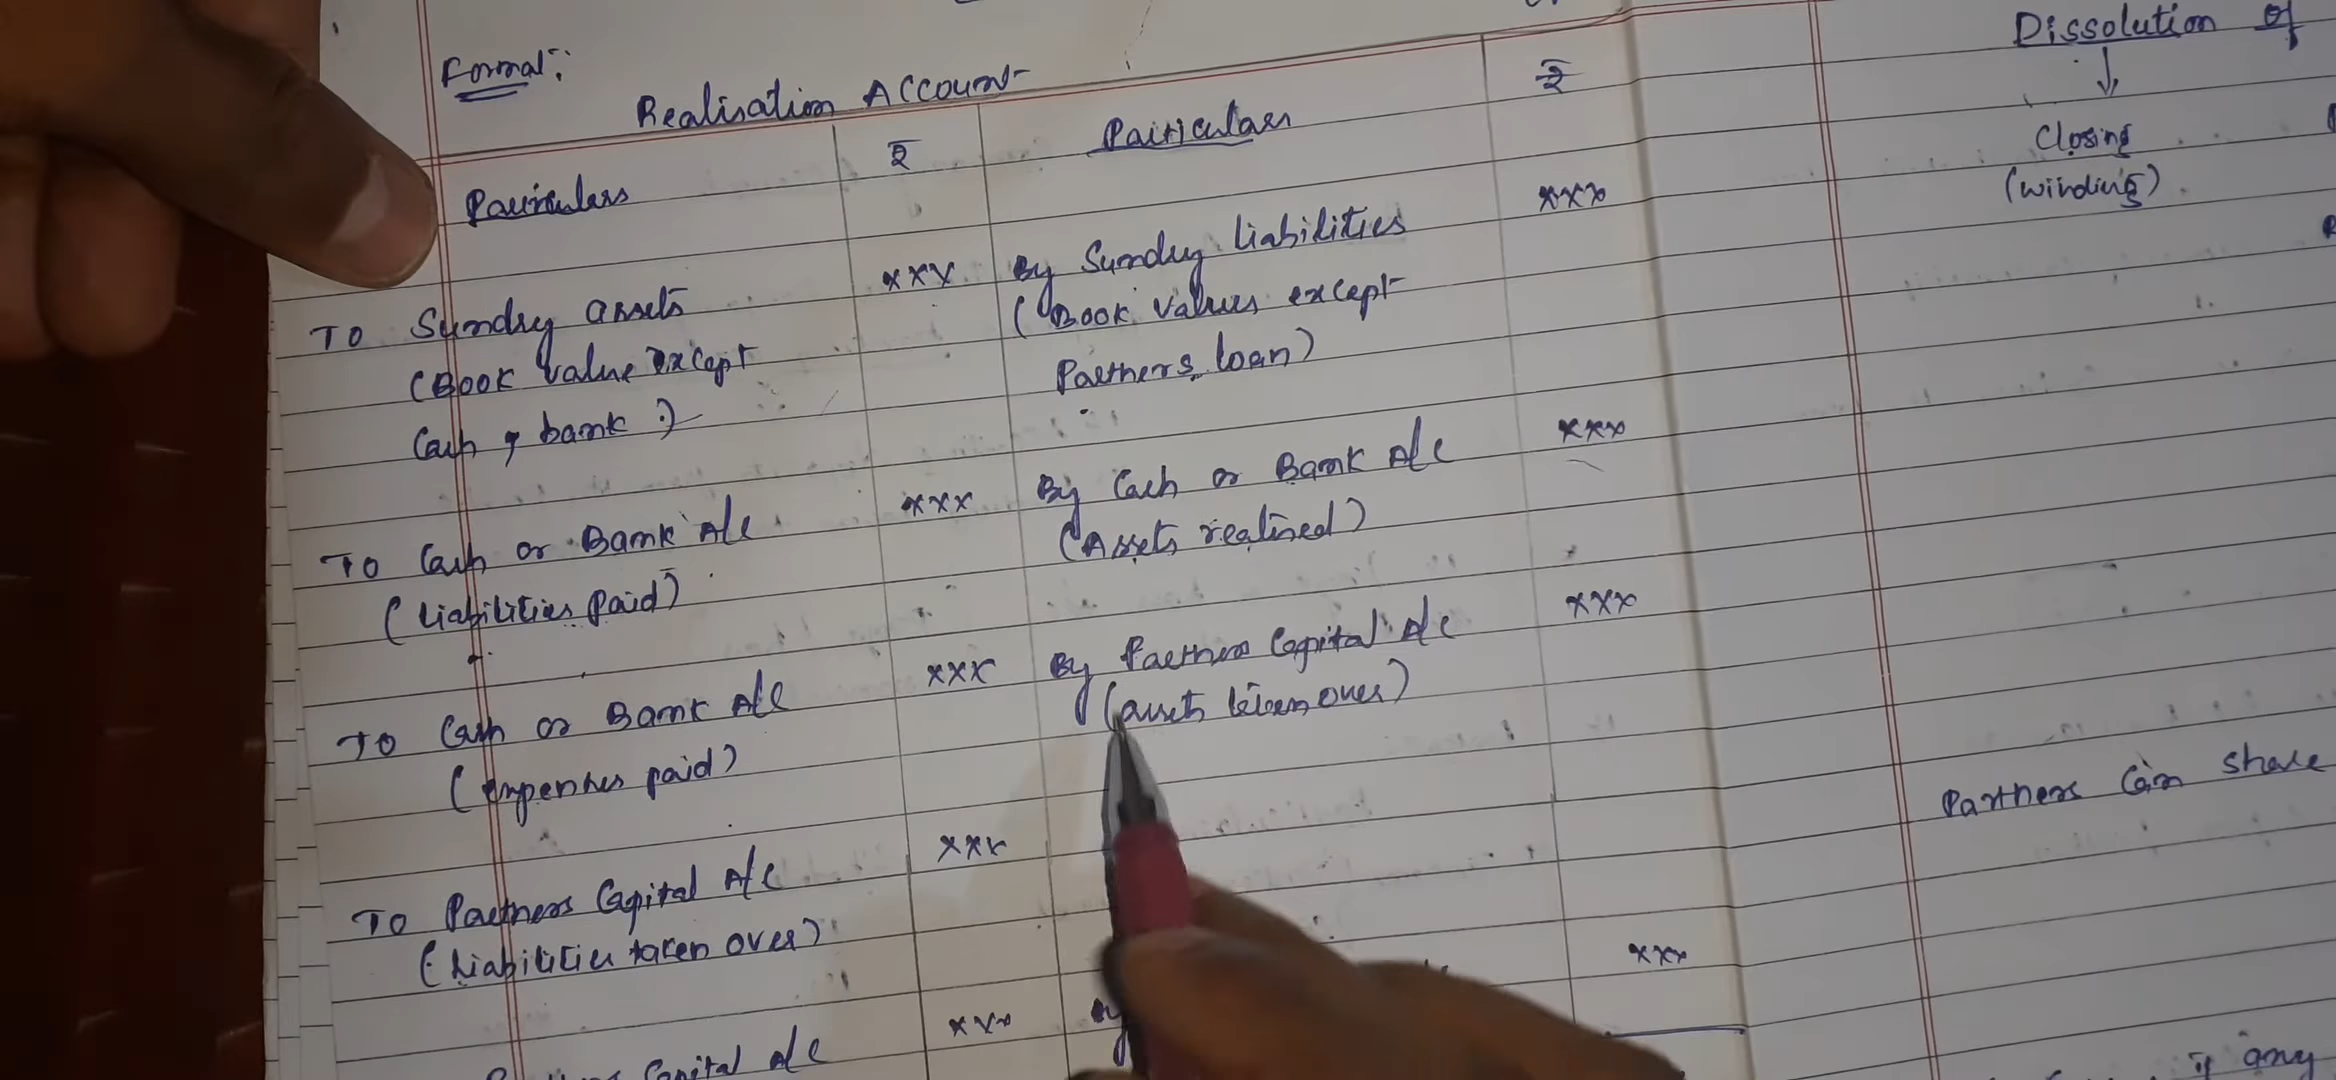 Format:
Realisation Account
Particulars ₹ Particulars ₹
To Sundry assets xxx By Sundry liabilities xxx
(Book value except (Book values except
Cash, bank) Partners loan)
To Cash or Bank A/c xxx By Cash or Bank A/c xxx
(liabilities paid) (Assets realised)
To Cash or Bank A/c xxx By Partners Capital A/c xxx
(expenses paid) (assets taken over)
To Partners Capital A/c xxx
(Liabilities taken over)
Capital A/c xxx By xxx
Dissolution of
↓
Closing
(winding)
Partners Can share
if any